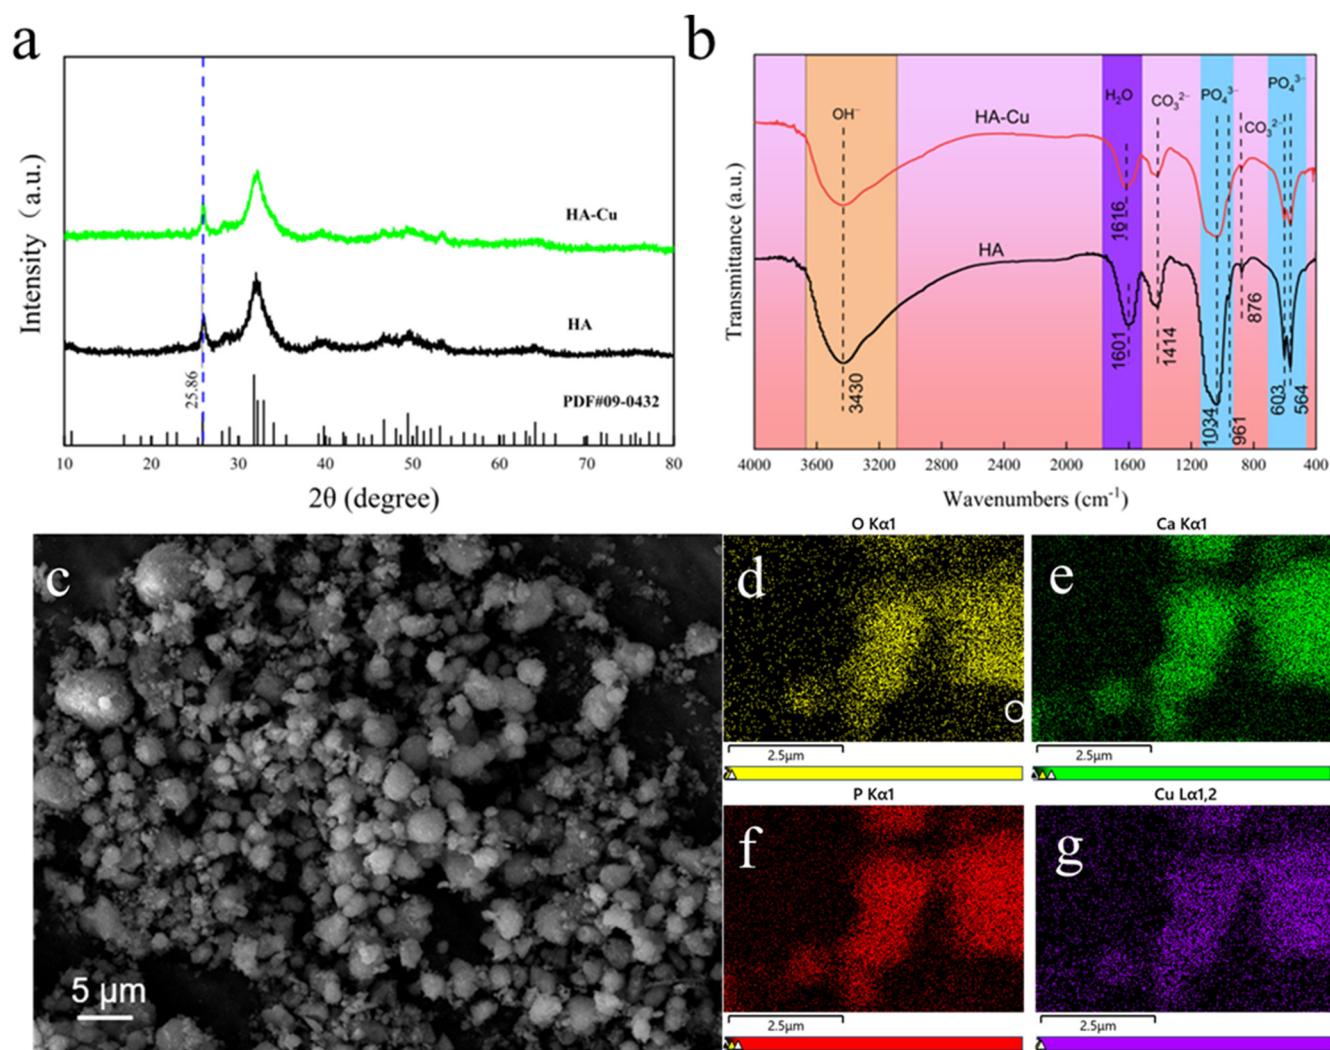 a
Intensity (a.u.)
HA-Cu
HA
25.86
PDF#09-0432
10 20 30 40 50 60 70 80
2θ (degree)
b
Transmittance (a.u.)
OH⁻
HA-Cu
H₂O
CO₃²⁻
PO₄³⁻
CO₃²⁻
PO₄³⁻
HA
3430
1616
1601
1414
1034
961
876
603
564
4000 3600 3200 2800 2400 2000 1600 1200 800 400
Wavenumbers (cm⁻¹)
c
5 µm
O Kα1
d
2.5µm
Ca Kα1
e
2.5µm
P Kα1
f
2.5µm
Cu Lα1,2
g
2.5µm